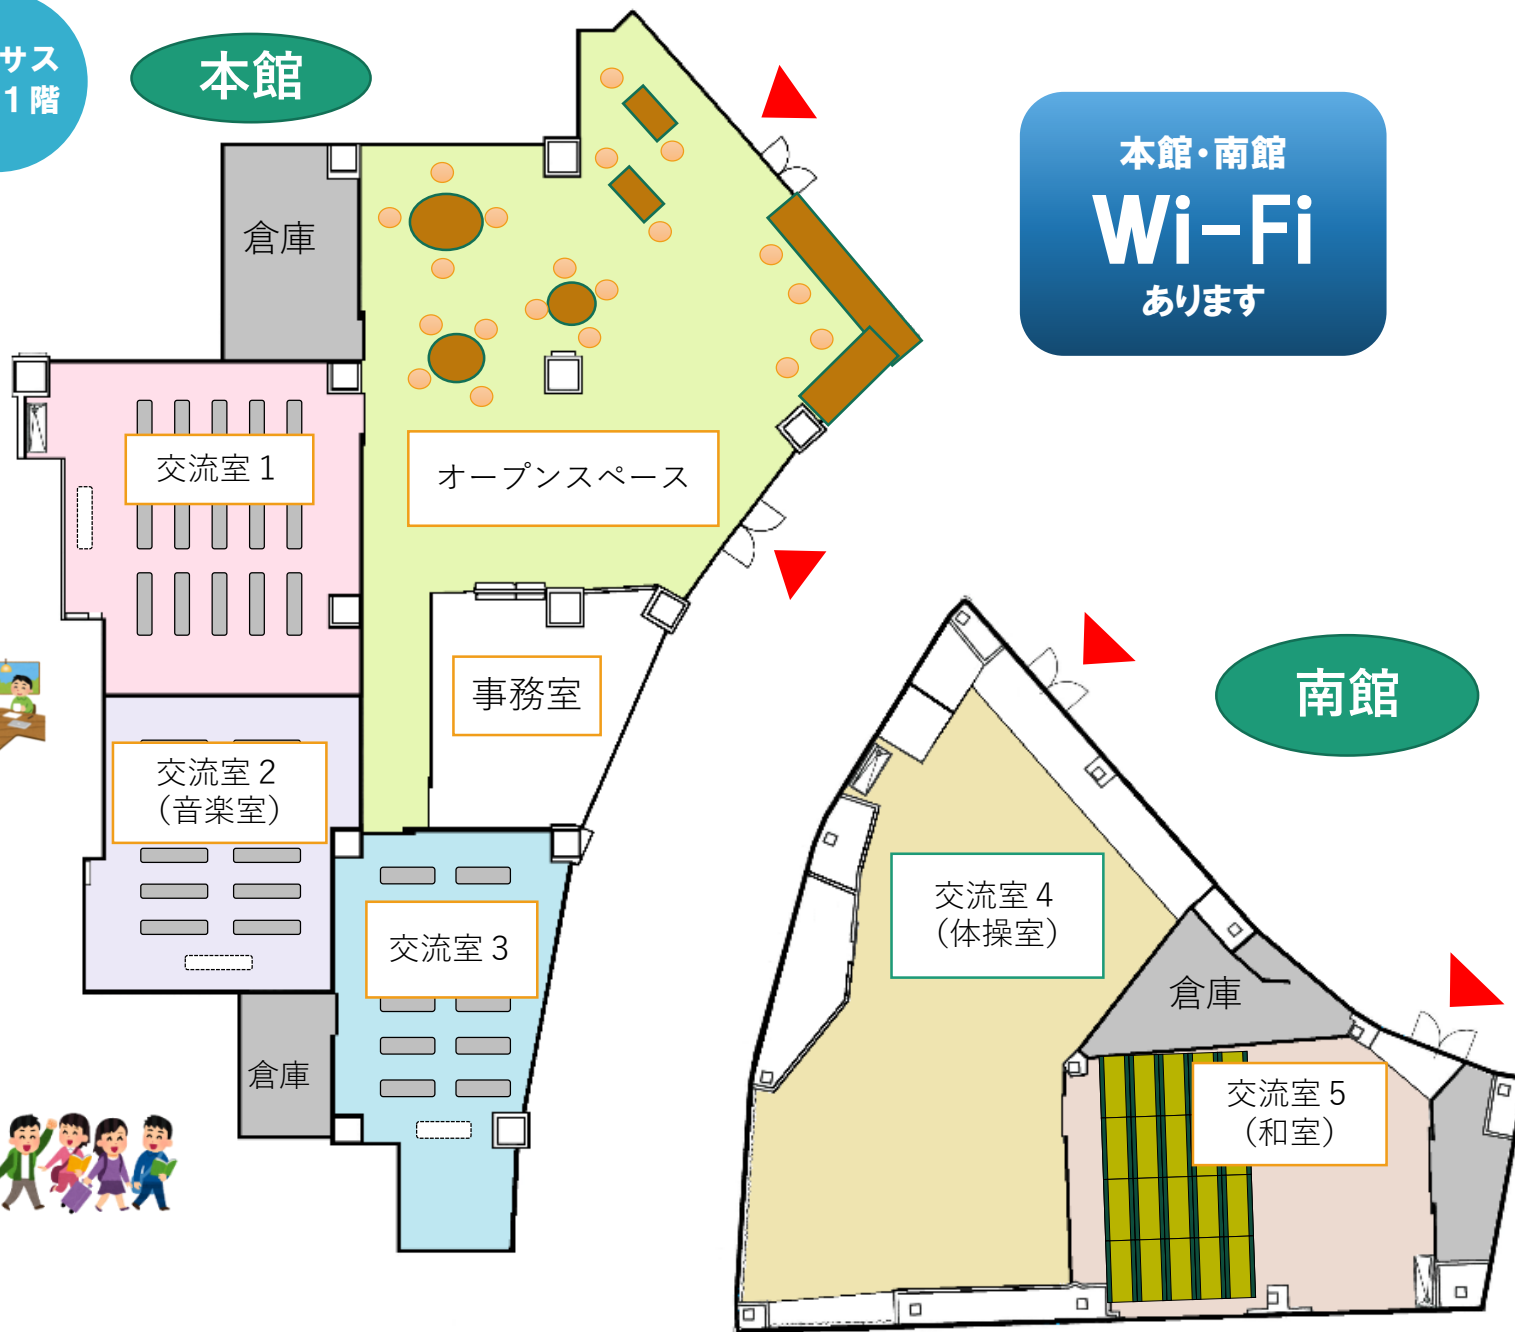 サス
1階
本館
本館・南館
Wi-Fi
あります
倉庫
交流室1
オープンスペース
事務室
交流室2
（音楽室）
交流室3
倉庫
南館
交流室4
（体操室）
倉庫
交流室5
（和室）